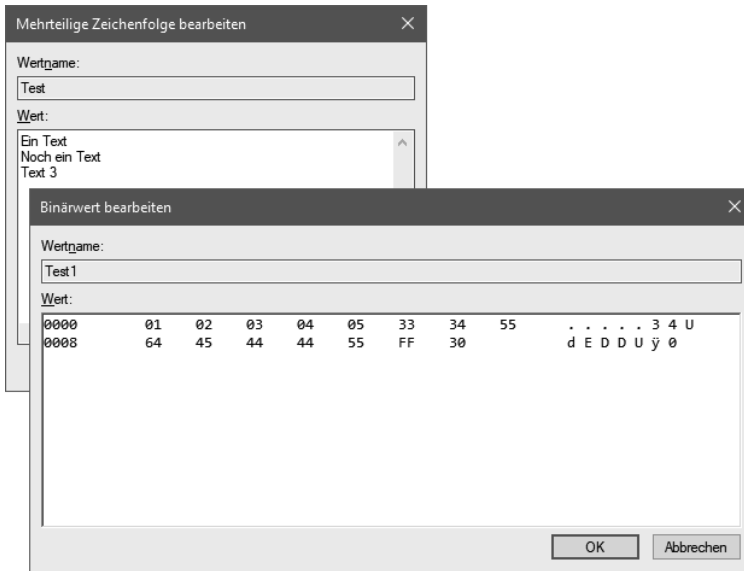 Mehrteilige Zeichenfolge bearbeiten
Wertname:
Test
Wert:
Ein Text
Noch ein Text
Text 3
Binärwert bearbeiten
Wertname:
Test1
Wert:
0000 01 02 03 04 05 33 34 55 . . . . . 3 4 U
0008 64 45 44 44 55 FF 30 d E D D U ÿ 0
OK Abbrechen